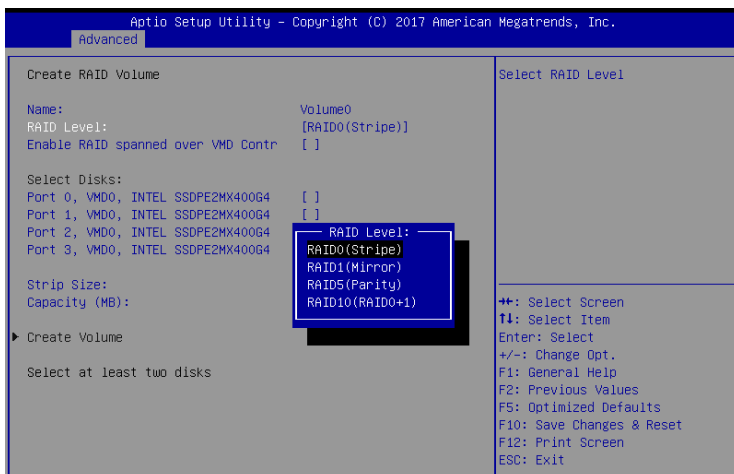 Aptio Setup Utility – Copyright (C) 2017 American Megatrends, Inc.
Advanced
Create RAID Volume
Name: Volume0
RAID Level: [RAID0(Stripe)]
Enable RAID spanned over VMD Contr [ ]
Select Disks:
Port 0, VMD0, INTEL SSDPE2MX400G4 [ ]
Port 1, VMD0, INTEL SSDPE2MX400G4 [ ]
Port 2, VMD0, INTEL SSDPE2MX400G4
Port 3, VMD0, INTEL SSDPE2MX400G4
Strip Size:
Capacity (MB):
Create Volume
Select at least two disks
RAID Level:
RAID0(Stripe)
RAID1(Mirror)
RAID5(Parity)
RAID10(RAID0+1)
Select RAID Level
→←: Select Screen
↑↓: Select Item
Enter: Select
+/-: Change Opt.
F1: General Help
F2: Previous Values
F5: Optimized Defaults
F10: Save Changes & Reset
F12: Print Screen
ESC: Exit